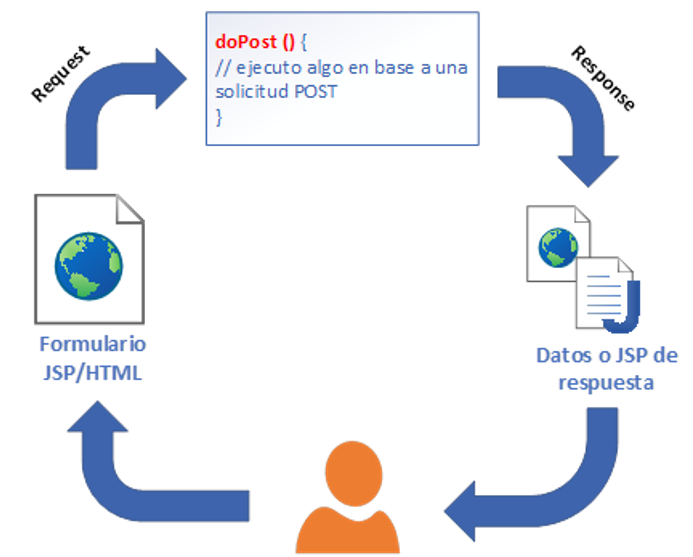 Request
doPost () {
// ejecuto algo en base a una
solicitud POST
}
Response
Formulario
JSP/HTML
Datos o JSP de
respuesta